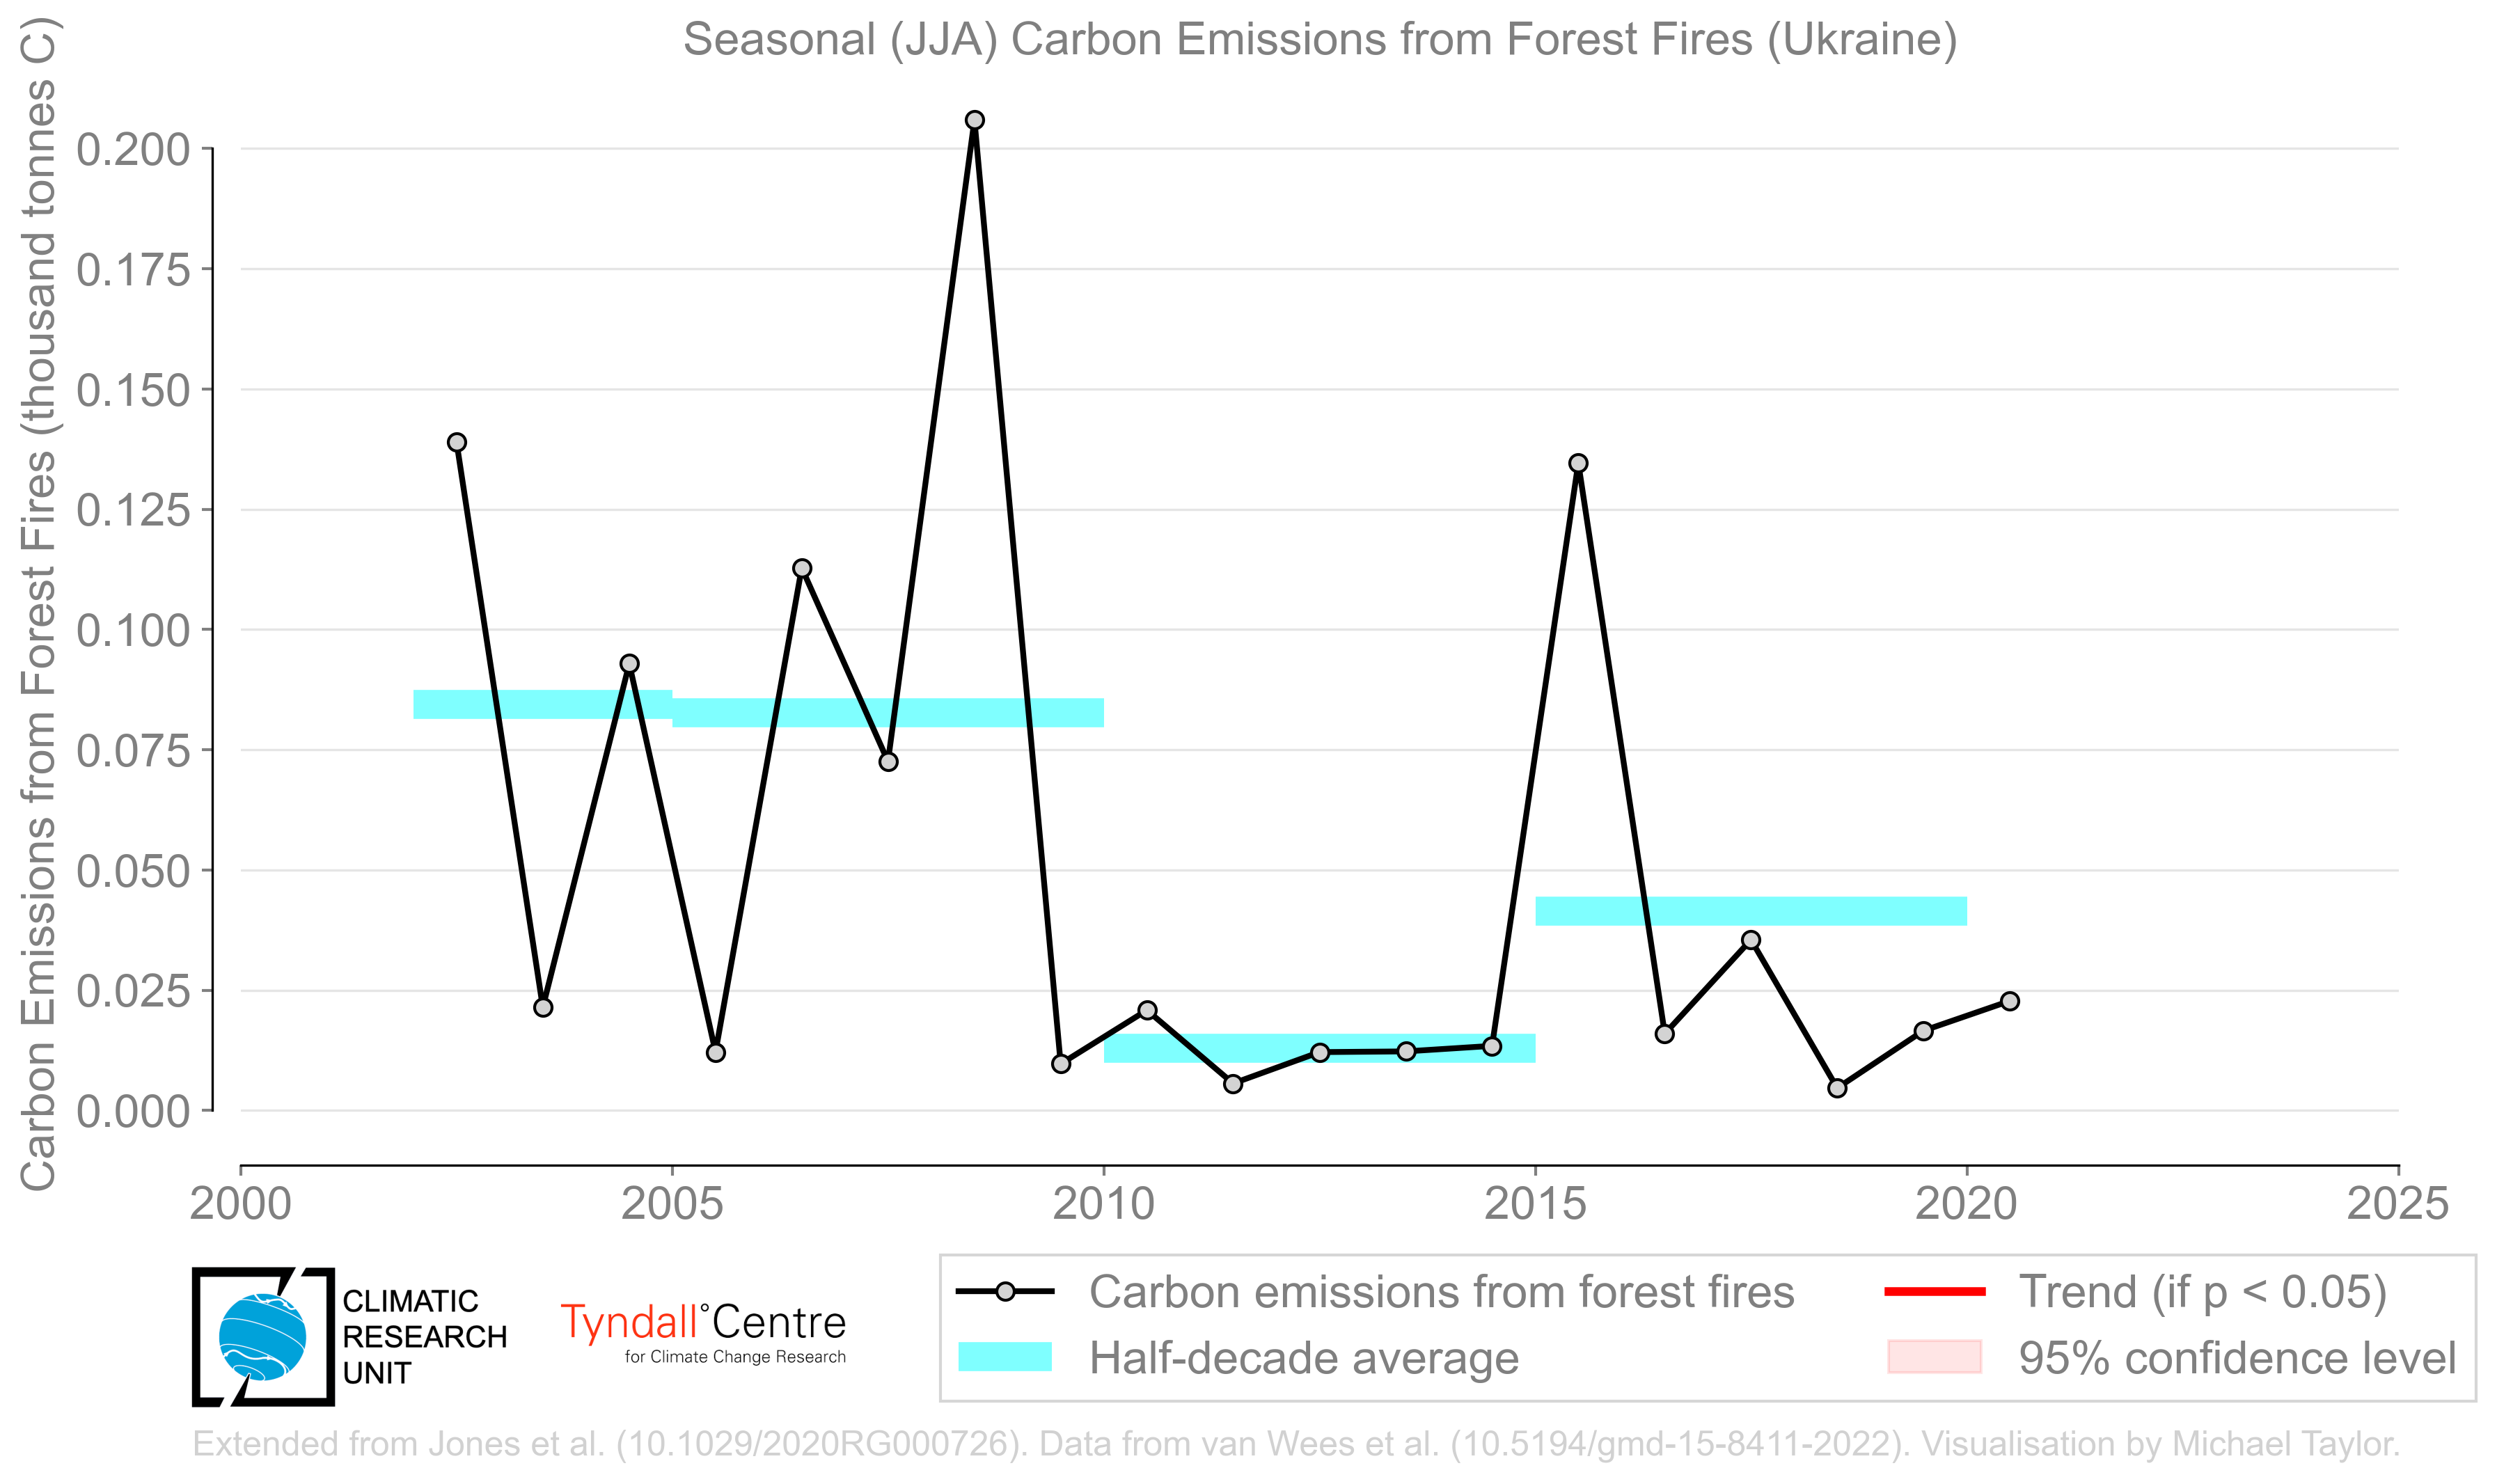 Seasonal (JJA) Carbon Emissions from Forest Fires (Ukraine)
Carbon Emissions from Forest Fires (thousand tonnes C)
0.200
0.175
0.150
0.125
0.100
0.075
0.050
0.025
0.000
2000 2005 2010 2015 2020 2025
CLIMATIC
RESEARCH
UNIT
Tyndall°Centre
for Climate Change Research
Carbon emissions from forest fires
Half-decade average
Trend (if p < 0.05)
95% confidence level
Extended from Jones et al. (10.1029/2020RG000726). Data from van Wees et al. (10.5194/gmd-15-8411-2022). Visualisation by Michael Taylor.